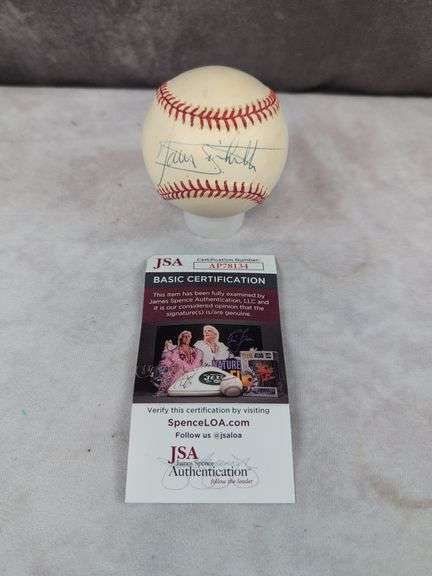 JSA
Certification Number:
AP78134
BASIC CERTIFICATION
This item has been fully examined by
James Spence Authentication, LLC and
it is our considered opinion that the
signature(s) is/are genuine.
Verify this certification by visiting
SpenceLOA.com
Follow us @jsaloa
JSA
James Spence
Authentication
follow the leader